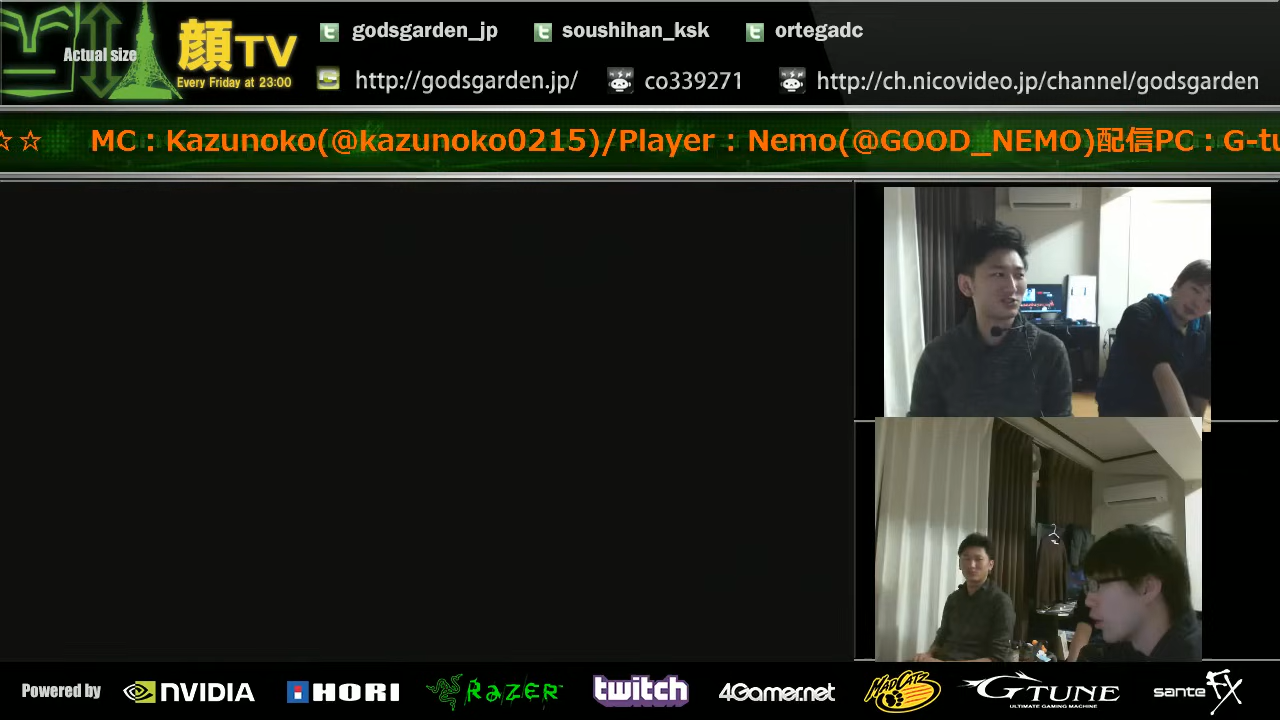 Actual size
顔TV
Every Friday at 23:00
godsgarden_jp soushihan_ksk ortegadc
http://godsgarden.jp/ co339271 http://ch.nicovideo.jp/channel/godsgarden
☆☆ MC：Kazunoko(@kazunoko0215)/Player：Nemo(@GOOD_NEMO)配信PC：G-tu
Powered by NVIDIA HORI RAZER twitch 4Gamer.net MAD CATZ G TUNE ULTIMATE GAMING MACHINE sante FX